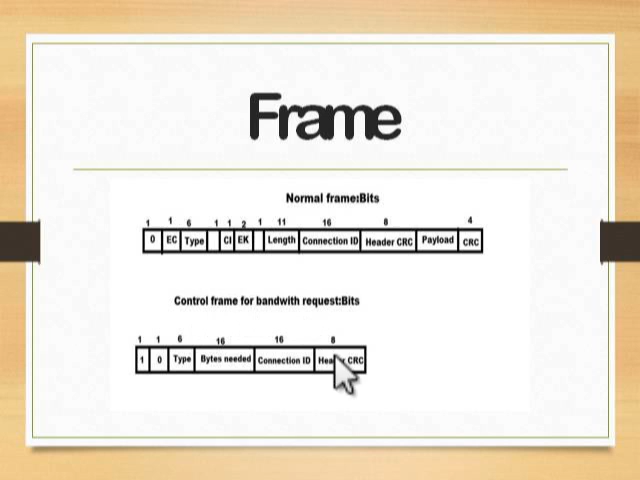 Frame
Normal frame:Bits
1 1 6 1 1 2 1 11 16 8 4
0 EC Type CI EK Length Connection ID Header CRC Payload CRC
Control frame for bandwith request:Bits
1 1 6 16 16 8
1 0 Type Bytes needed Connection ID Header CRC